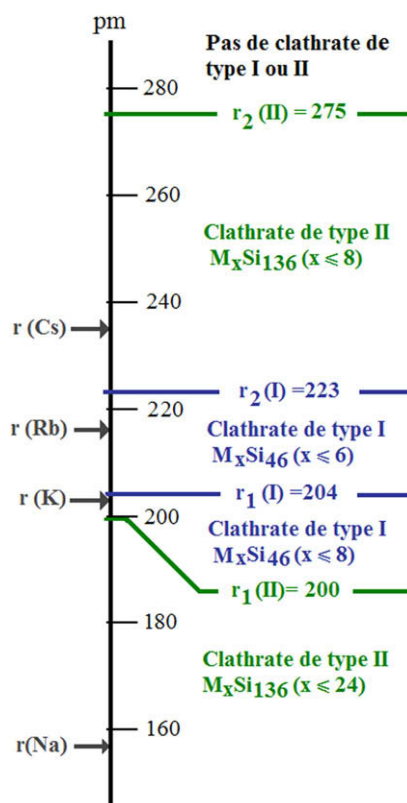 pm
Pas de clathrate de
type I ou II
280
r₂ (II) = 275
260
Clathrate de type II
MₓSi₁₃₆ (x ⩽ 8)
240
r (Cs)
r₂(I) =223
220
r (Rb)
Clathrate de type I
MₓSi₄₆ (x ⩽ 6)
r (K)
r₁(I) =204
200
Clathrate de type I
MₓSi₄₆ (x ⩽ 8)
r₁(II)= 200
180
Clathrate de type II
MₓSi₁₃₆ (x ⩽ 24)
160
r(Na)